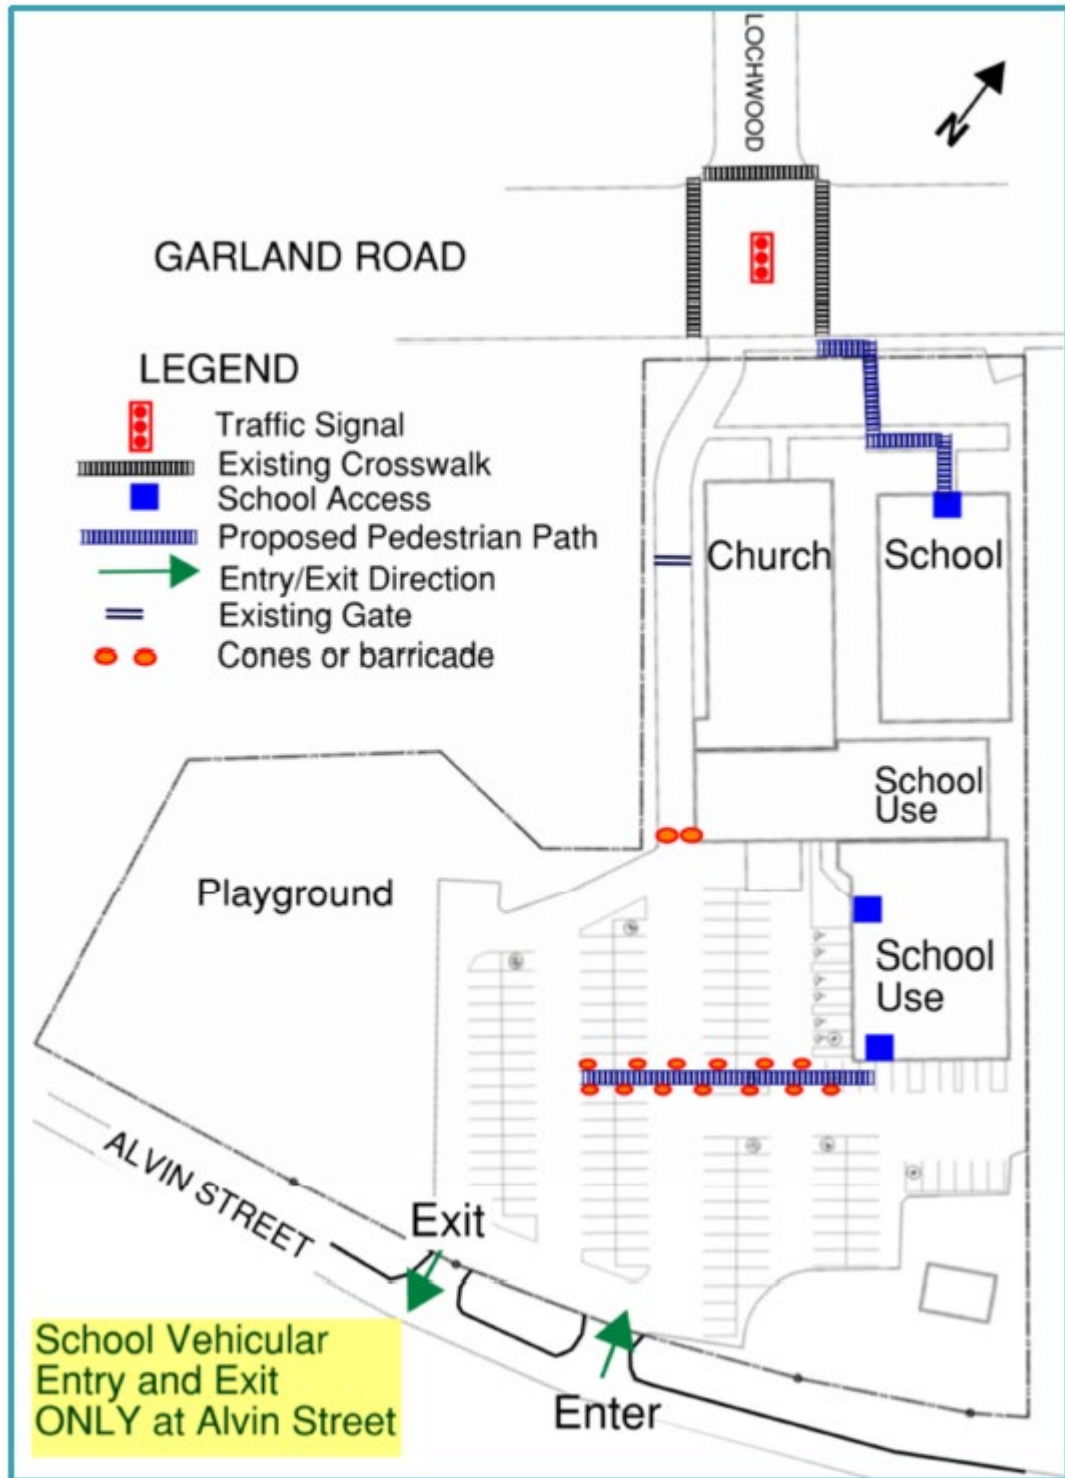 LOCHWOOD
N
GARLAND ROAD
LEGEND
Traffic Signal
Existing Crosswalk
School Access
Proposed Pedestrian Path
Entry/Exit Direction
Existing Gate
Cones or barricade
Church
School
School
Use
Playground
School
Use
ALVIN STREET
Exit
Enter
School Vehicular
Entry and Exit
ONLY at Alvin Street